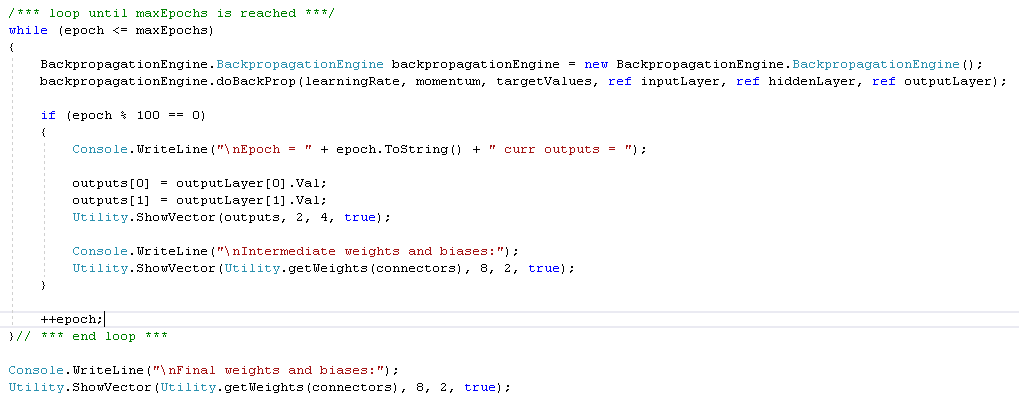 /*** loop until maxEpochs is reached ***/
while (epoch <= maxEpochs)
{
    BackpropagationEngine.BackpropagationEngine backpropagationEngine = new BackpropagationEngine.BackpropagationEngine();
    backpropagationEngine.doBackProp(learningRate, momentum, targetValues, ref inputLayer, ref hiddenLayer, ref outputLayer);

    if (epoch % 100 == 0)
    {
        Console.WriteLine("\nEpoch = " + epoch.ToString() + " curr outputs = ");

        outputs[0] = outputLayer[0].Val;
        outputs[1] = outputLayer[1].Val;
        Utility.ShowVector(outputs, 2, 4, true);

        Console.WriteLine("\nIntermediate weights and biases:");
        Utility.ShowVector(Utility.getWeights(connectors), 8, 2, true);
    }

    ++epoch;
}// *** end loop ***

Console.WriteLine("\nFinal weights and biases:");
Utility.ShowVector(Utility.getWeights(connectors), 8, 2, true);